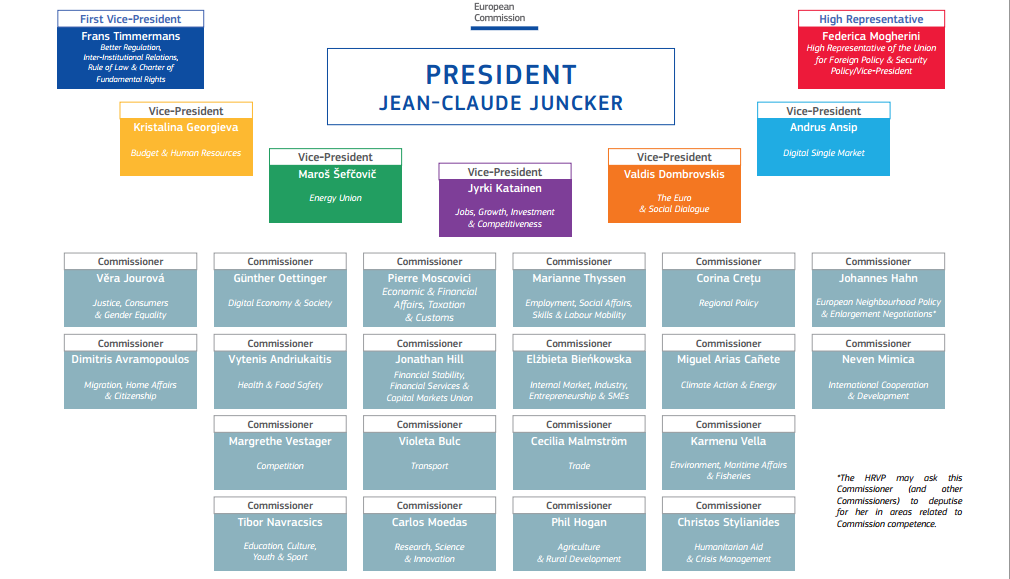 European
Commission
First Vice-President
Frans Timmermans
Better Regulation,
Inter-Institutional Relations,
Rule of Law & Charter of
Fundamental Rights
High Representative
Federica Mogherini
High Representative of the Union
for Foreign Policy & Security
Policy/Vice-President
PRESIDENT
JEAN-CLAUDE JUNCKER
Vice-President
Kristalina Georgieva
Budget & Human Resources
Vice-President
Andrus Ansip
Digital Single Market
Vice-President
Maroš Šefčovič
Energy Union
Vice-President
Jyrki Katainen
Jobs, Growth, Investment
& Competitiveness
Vice-President
Valdis Dombrovskis
The Euro
& Social Dialogue
Commissioner
Věra Jourová
Justice, Consumers
& Gender Equality
Commissioner
Günther Oettinger
Digital Economy & Society
Commissioner
Pierre Moscovici
Economic & Financial
Affairs, Taxation
& Customs
Commissioner
Marianne Thyssen
Employment, Social Affairs,
Skills & Labour Mobility
Commissioner
Corina Crețu
Regional Policy
Commissioner
Johannes Hahn
European Neighbourhood Policy
& Enlargement Negotiations*
Commissioner
Dimitris Avramopoulos
Migration, Home Affairs
& Citizenship
Commissioner
Vytenis Andriukaitis
Health & Food Safety
Commissioner
Jonathan Hill
Financial Stability,
Financial Services &
Capital Markets Union
Commissioner
Elżbieta Bieńkowska
Internal Market, Industry,
Entrepreneurship & SMEs
Commissioner
Miguel Arias Cañete
Climate Action & Energy
Commissioner
Neven Mimica
International Cooperation
& Development
Commissioner
Margrethe Vestager
Competition
Commissioner
Violeta Bulc
Transport
Commissioner
Cecilia Malmström
Trade
Commissioner
Karmenu Vella
Environment, Maritime Affairs
& Fisheries
Commissioner
Tibor Navracsics
Education, Culture,
Youth & Sport
Commissioner
Carlos Moedas
Research, Science
& Innovation
Commissioner
Phil Hogan
Agriculture
& Rural Development
Commissioner
Christos Stylianides
Humanitarian Aid
& Crisis Management
*The HRVP may ask this
Commissioner (and other
Commissioners) to deputise
for her in areas related to
Commission competence.